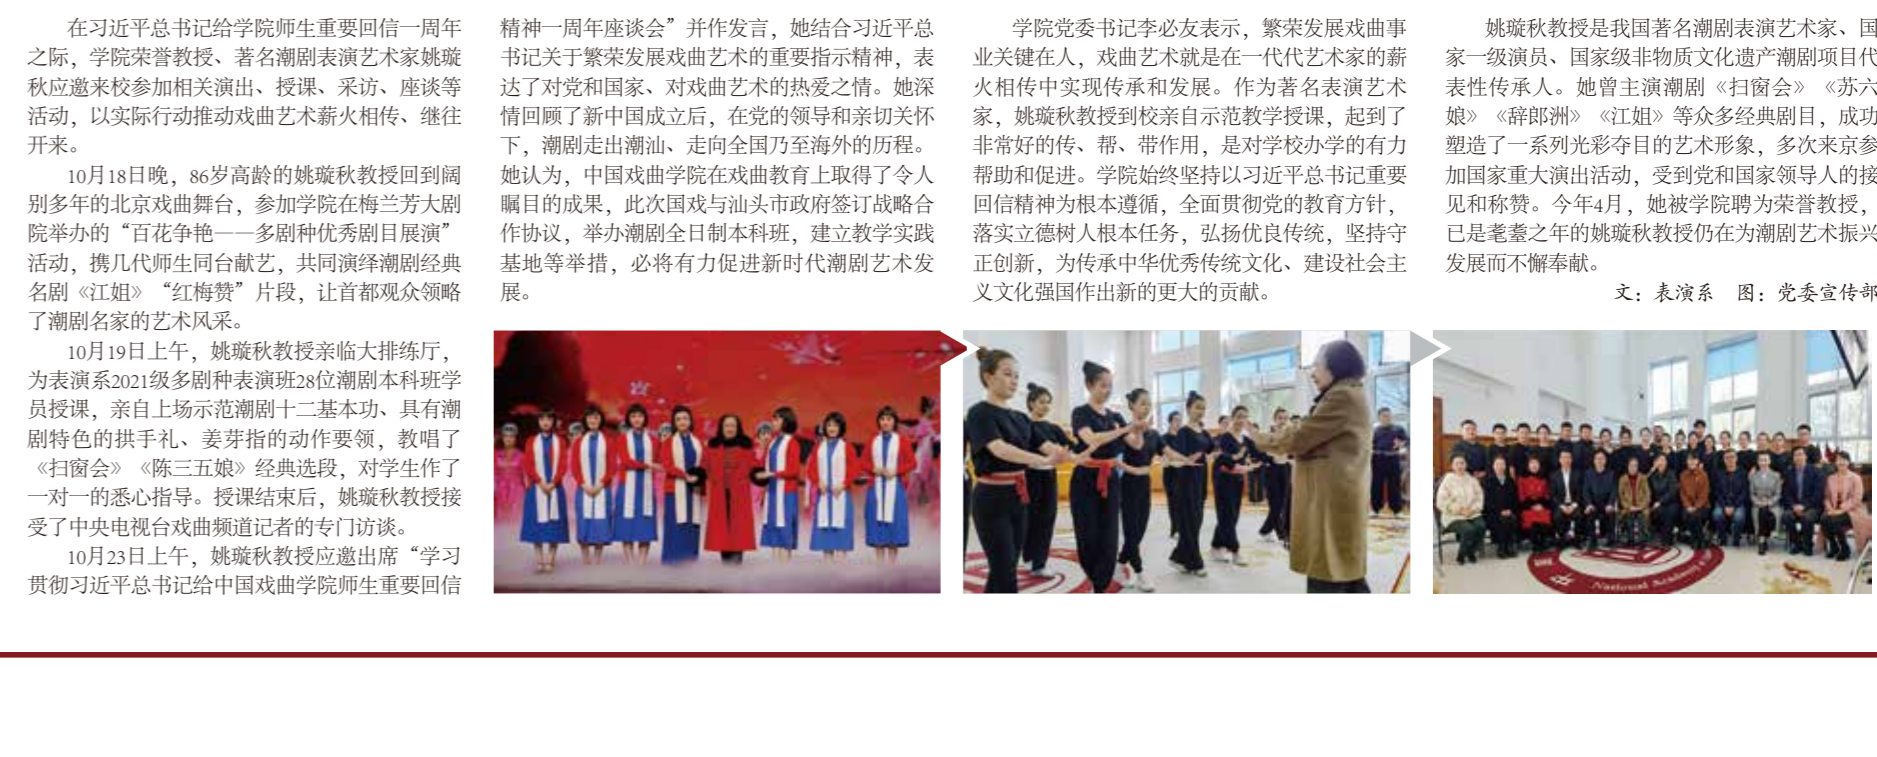 在习近平总书记给学院师生重要回信一周年
之际，学院荣誉教授、著名潮剧表演艺术家姚璇
秋应邀来校参加相关演出、授课、采访、座谈等
活动，以实际行动推动戏曲艺术薪火相传、继往
开来。
10月18日晚，86岁高龄的姚璇秋教授回到阔
别多年的北京戏曲舞台，参加学院在梅兰芳大剧
院举办的“百花争艳——多剧种优秀剧目展演”
活动，携几代师生同台献艺，共同演绎潮剧经典
名剧《江姐》“红梅赞”片段，让首都观众领略
了潮剧名家的艺术风采。
10月19日上午，姚璇秋教授亲临大排练厅，
为表演系2021级多剧种表演班28位潮剧本科班学
员授课，亲自上场示范潮剧十二基本功、具有潮
剧特色的拱手礼、姜芽指的动作要领，教唱了
《扫窗会》《陈三五娘》经典选段，对学生作了
一对一的悉心指导。授课结束后，姚璇秋教授接
受了中央电视台戏曲频道记者的专门访谈。
10月23日上午，姚璇秋教授应邀出席“学习
贯彻习近平总书记给中国戏曲学院师生重要回信
精神一周年座谈会”并作发言，她结合习近平总
书记关于繁荣发展戏曲艺术的重要指示精神，表
达了对党和国家、对戏曲艺术的热爱之情。她深
情回顾了新中国成立后，在党的领导和亲切关怀
下，潮剧走出潮汕、走向全国乃至海外的历程。
她认为，中国戏曲学院在戏曲教育上取得了令人
瞩目的成果，此次国戏与汕头市政府签订战略合
作协议，举办潮剧全日制本科班，建立教学实践
基地等举措，必将有力促进新时代潮剧艺术发
展。
学院党委书记李必友表示，繁荣发展戏曲事
业关键在人，戏曲艺术就是在一代代艺术家的薪
火相传中实现传承和发展。作为著名表演艺术
家，姚璇秋教授到校亲自示范教学授课，起到了
非常好的传、帮、带作用，是对学校办学的有力
帮助和促进。学院始终坚持以习近平总书记重要
回信精神为根本遵循，全面贯彻党的教育方针，
落实立德树人根本任务，弘扬优良传统，坚持守
正创新，为传承中华优秀传统文化、建设社会主
义文化强国作出新的更大的贡献。
姚璇秋教授是我国著名潮剧表演艺术家、国
家一级演员、国家级非物质文化遗产潮剧项目代
表性传承人。她曾主演潮剧《扫窗会》《苏六
娘》《辞郎洲》《江姐》等众多经典剧目，成功
塑造了一系列光彩夺目的艺术形象，多次来京参
加国家重大演出活动，受到党和国家领导人的接
见和称赞。今年4月，她被学院聘为荣誉教授，
已是耄耋之年的姚璇秋教授仍在为潮剧艺术振兴
发展而不懈奉献。
文：表演系 图：党委宣传部
National Academy